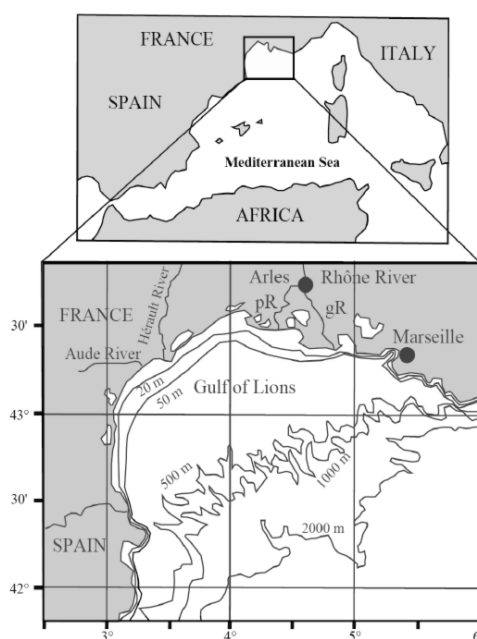 FRANCE
ITALY
SPAIN
Mediterranean Sea
AFRICA
Arles
Rhône River
pR
gR
Hérault River
FRANCE
30'
Marseille
Aude River
20 m
50 m
Gulf of Lions
43°
500 m
1000 m
30'
2000 m
SPAIN
42°
3°
4°
5°